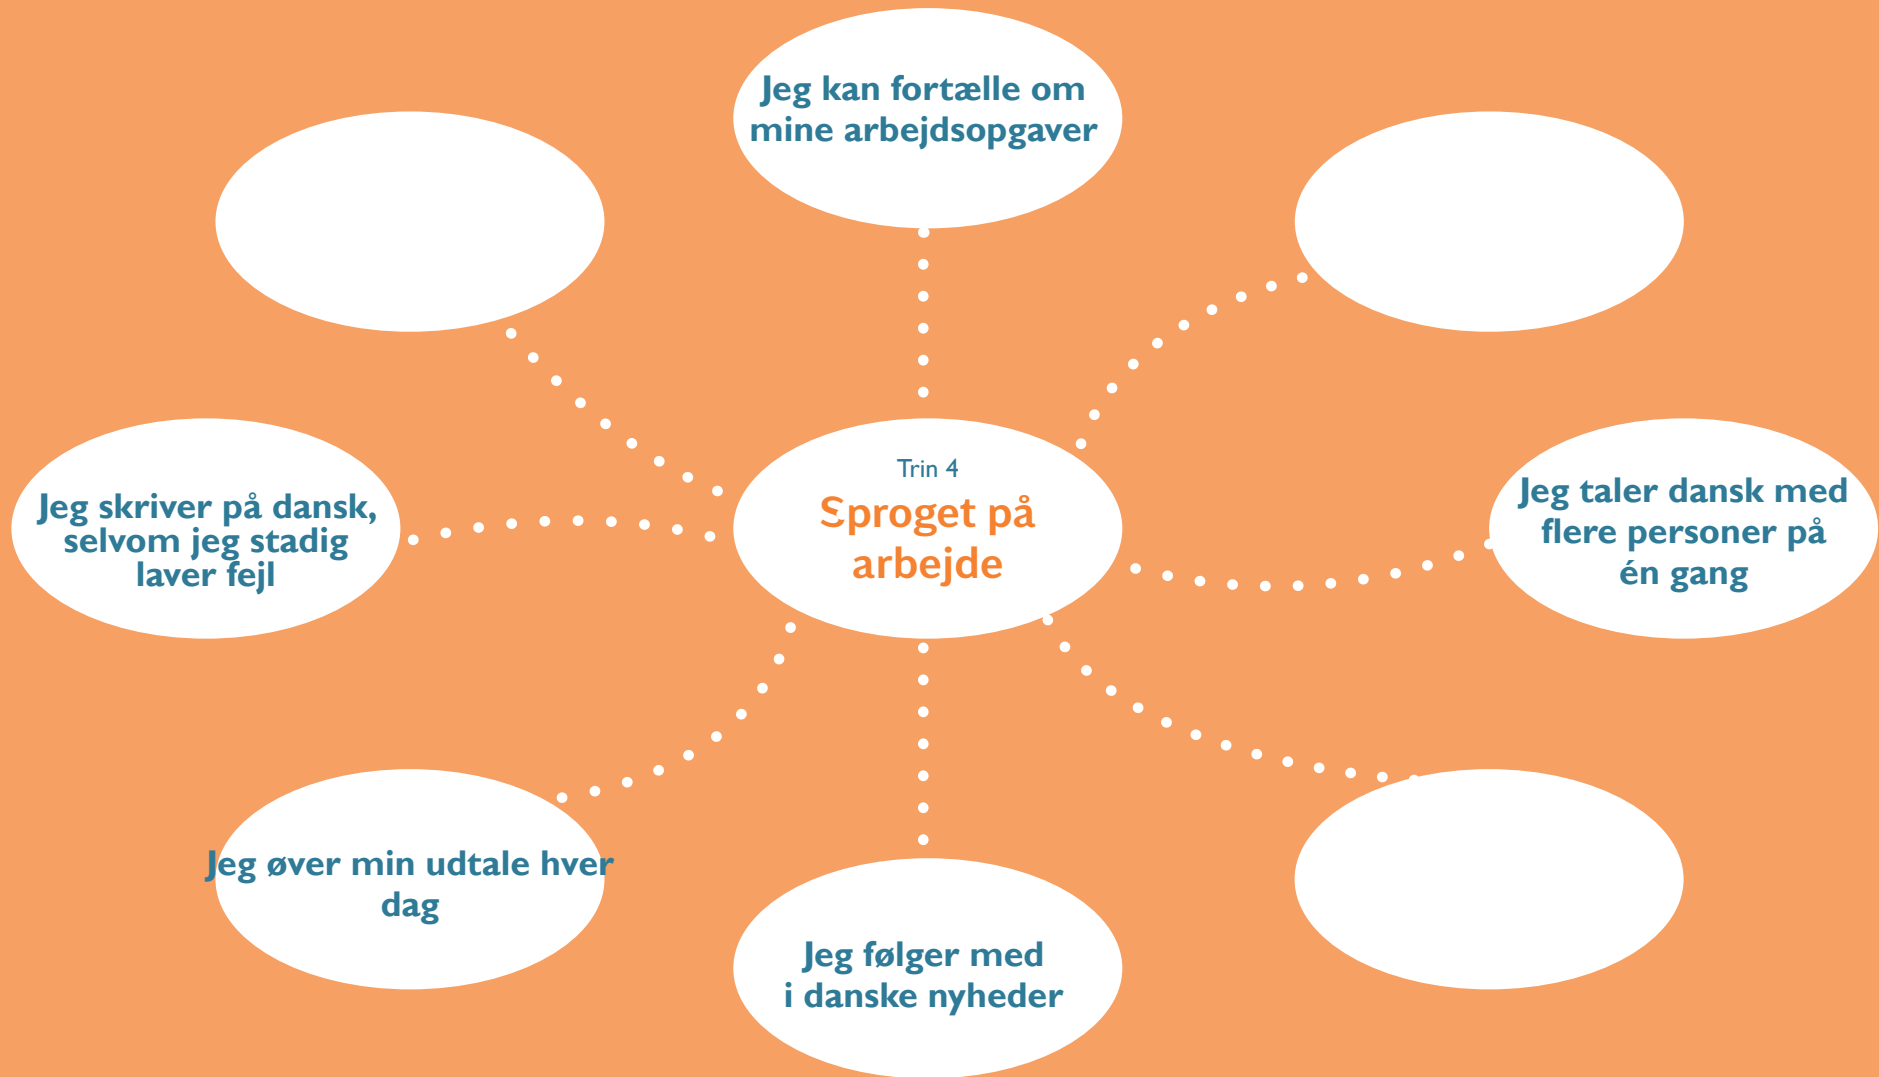 Jeg kan fortælle om
mine arbejdsopgaver
Trin 4
Sproget på
arbejde
Jeg skriver på dansk,
selvom jeg stadig
laver fejl
Jeg taler dansk med
flere personer på
én gang
Jeg øver min udtale hver
dag
Jeg følger med
i danske nyheder